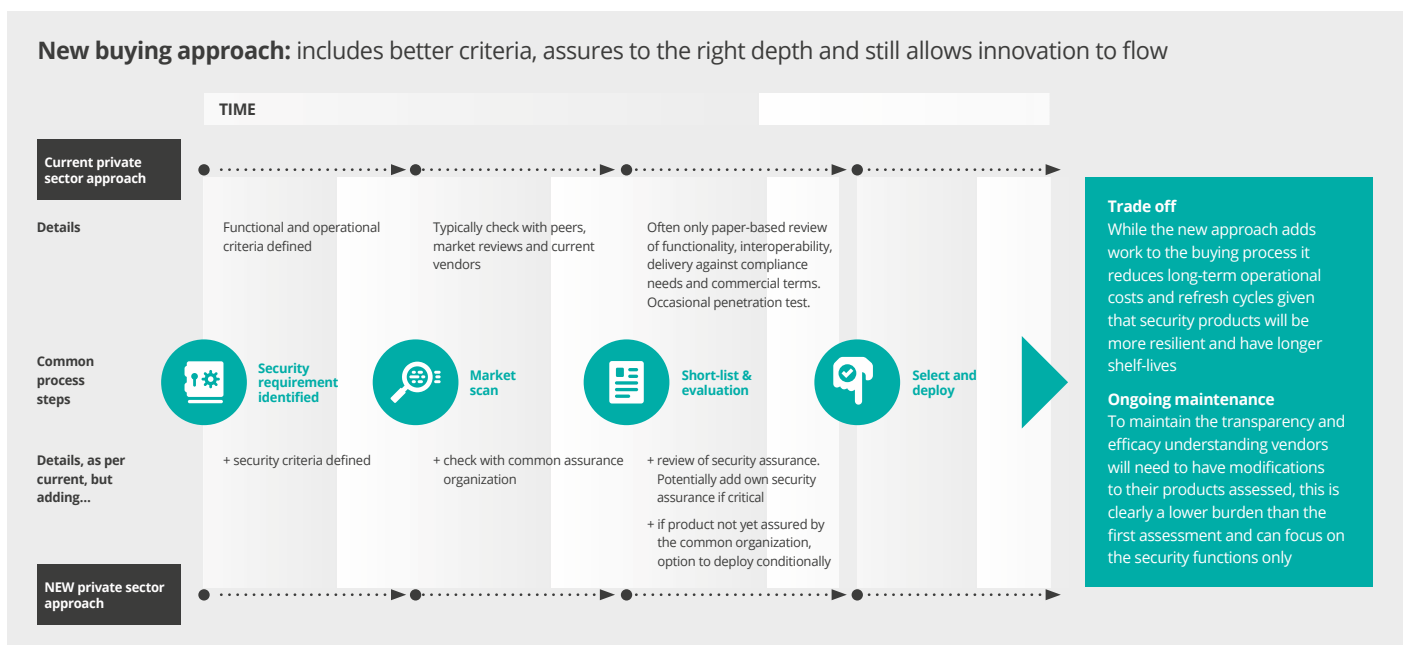 New buying approach: includes better criteria, assures to the right depth and still allows innovation to flow
TIME
Current private
sector approach
Details
Functional and operational
criteria defined
Typically check with peers,
market reviews and current
vendors
Often only paper-based review
of functionality, interoperability,
delivery against compliance
needs and commercial terms.
Occasional penetration test.
Common
process
steps
Security
requirement
identified
Market
scan
Short-list &
evaluation
Select and
deploy
Details, as per
current, but
adding...
+ security criteria defined
+ check with common assurance
organization
+ review of security assurance.
Potentially add own security
assurance if critical
+ if product not yet assured by
the common organization,
option to deploy conditionally
NEW private sector
approach
Trade off
While the new approach adds
work to the buying process it
reduces long-term operational
costs and refresh cycles given
that security products will be
more resilient and have longer
shelf-lives
Ongoing maintenance
To maintain the transparency and
efficacy understanding vendors
will need to have modifications
to their products assessed, this is
clearly a lower burden than the
first assessment and can focus on
the security functions only